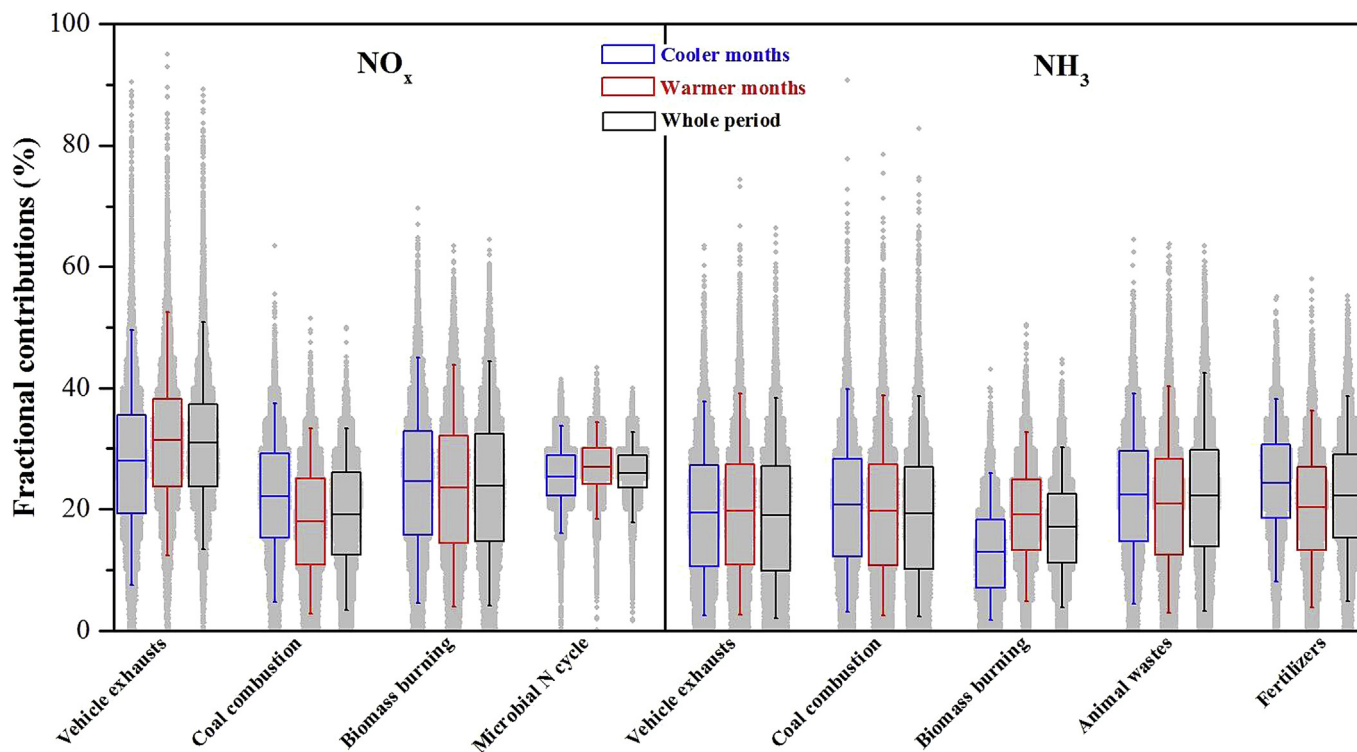 NOx
NH3
Cooler months
Warmer months
Whole period
Fractional contributions (%)
100
80
60
40
20
0
Vehicle exhausts
Coal combustion
Biomass burning
Microbial N cycle
Vehicle exhausts
Coal combustion
Biomass burning
Animal wastes
Fertilizers